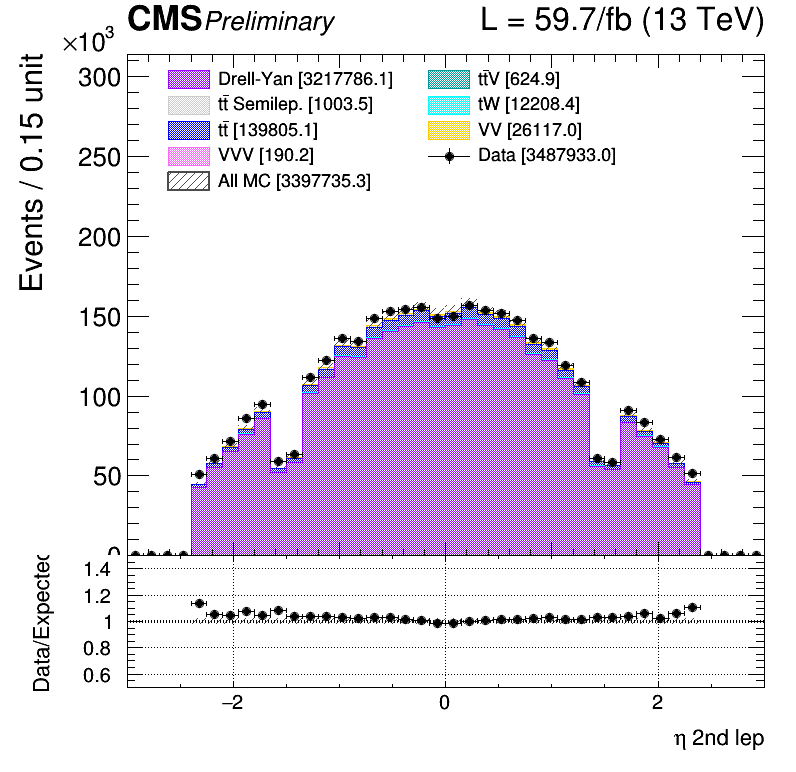 CMS Preliminary L = 59.7/fb (13 TeV)
×10³
Events / 0.15 unit
300
250
200
150
100
50
0
Drell-Yan [3217786.1]
tt̄ Semilep. [1003.5]
tt̄ [139805.1]
VVV [190.2]
All MC [3397735.3]
tt̄V [624.9]
tW [12208.4]
VV [26117.0]
Data [3487933.0]
Data/Expected
1.4
1.2
1
0.8
0.6
−2 0 2
η 2nd lep